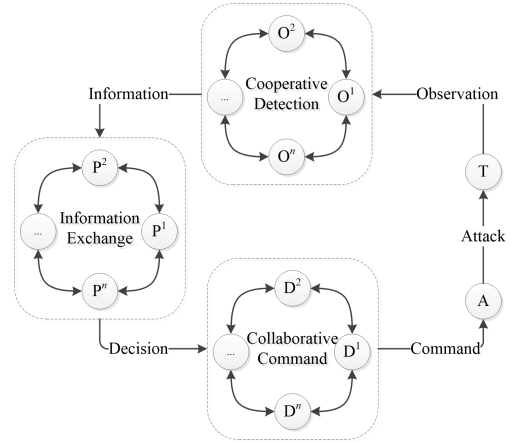 O²
Cooperative
Detection
...
O¹
Oⁿ
Information
Observation
P²
Information
Exchange
...
P¹
Pⁿ
T
Attack
A
Decision
D²
Collaborative
Command
...
D¹
Dⁿ
Command